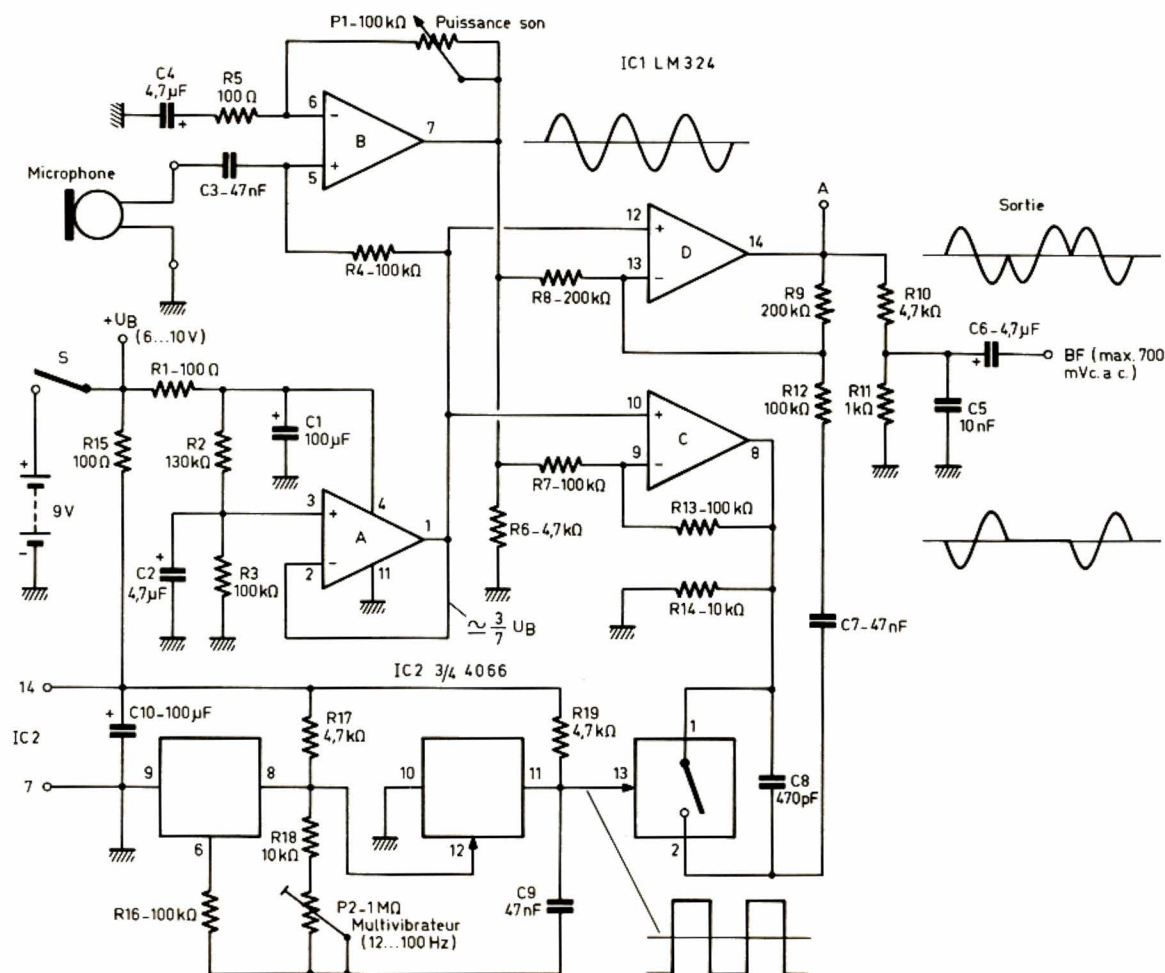 P1-100kΩ
Puissance son
IC1 LM324
C4
4,7µF
R5
100Ω
+
6
-
B
7
+
5
Microphone
C3-47nF
R4-100kΩ
A
Sortie
12
+
D
14
13
-
R8-200kΩ
R9
200kΩ
R10
4,7kΩ
C6-4,7µF
+
BF (max. 700
mVc.a.c.)
+UB
(6...10V)
S
R1-100Ω
R15
100Ω
R2
130kΩ
+
C1
100µF
R12
100kΩ
R11
1kΩ
C5
10nF
10
+
C
8
9
-
R7-100kΩ
+
9V
-
R13-100kΩ
R6-4,7kΩ
3
+
4
A
1
2
-
11
+
C2
4,7µF
R3
100kΩ
R14-10kΩ
≃ 3/7 UB
C7-47nF
IC2 3/4 4066
14
+
C10-100µF
IC2
7
R17
4,7kΩ
R19
4,7kΩ
9
8
10
11
13
1
C8
470pF
6
R18
10kΩ
12
2
R16-100kΩ
P2-1MΩ
Multivibrateur
(12...100Hz)
C9
47nF